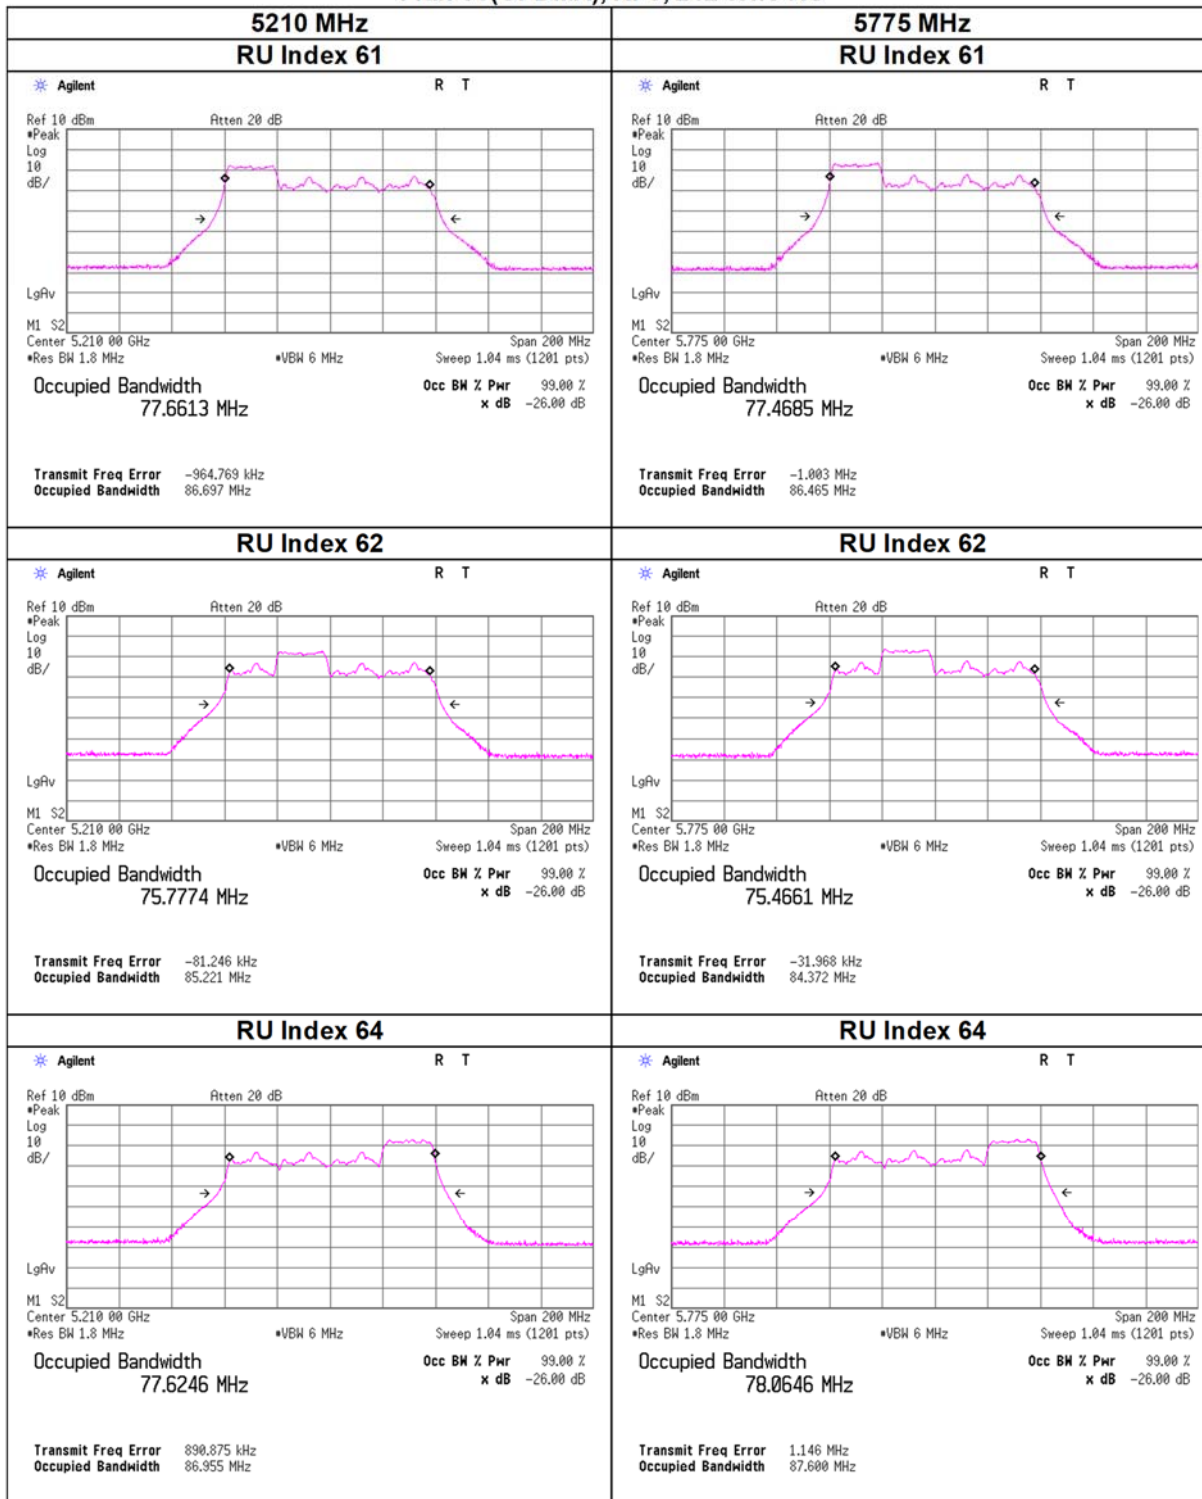 5210 MHz 5775 MHz
RU Index 61 RU Index 61
Agilent R T Agilent R T
Ref 10 dBm Atten 20 dB Ref 10 dBm Atten 20 dB
#Peak #Peak
Log Log
10 10
dB/ dB/
LgAv LgAv
M1 S2 M1 S2
Center 5.210 00 GHz Span 200 MHz Center 5.775 00 GHz Span 200 MHz
#Res BW 1.8 MHz #VBW 6 MHz Sweep 1.04 ms (1201 pts) #Res BW 1.8 MHz #VBW 6 MHz Sweep 1.04 ms (1201 pts)
Occupied Bandwidth Occ BW % Pwr 99.00 % Occupied Bandwidth Occ BW % Pwr 99.00 %
77.6613 MHz x dB -26.00 dB 77.4685 MHz x dB -26.00 dB
Transmit Freq Error -964.769 kHz Transmit Freq Error -1.003 MHz
Occupied Bandwidth 86.697 MHz Occupied Bandwidth 86.465 MHz
RU Index 62 RU Index 62
Agilent R T Agilent R T
Ref 10 dBm Atten 20 dB Ref 10 dBm Atten 20 dB
#Peak #Peak
Log Log
10 10
dB/ dB/
LgAv LgAv
M1 S2 M1 S2
Center 5.210 00 GHz Span 200 MHz Center 5.775 00 GHz Span 200 MHz
#Res BW 1.8 MHz #VBW 6 MHz Sweep 1.04 ms (1201 pts) #Res BW 1.8 MHz #VBW 6 MHz Sweep 1.04 ms (1201 pts)
Occupied Bandwidth Occ BW % Pwr 99.00 % Occupied Bandwidth Occ BW % Pwr 99.00 %
75.7774 MHz x dB -26.00 dB 75.4661 MHz x dB -26.00 dB
Transmit Freq Error -81.246 kHz Transmit Freq Error -31.968 kHz
Occupied Bandwidth 85.221 MHz Occupied Bandwidth 84.372 MHz
RU Index 64 RU Index 64
Agilent R T Agilent R T
Ref 10 dBm Atten 20 dB Ref 10 dBm Atten 20 dB
#Peak #Peak
Log Log
10 10
dB/ dB/
LgAv LgAv
M1 S2 M1 S2
Center 5.210 00 GHz Span 200 MHz Center 5.775 00 GHz Span 200 MHz
#Res BW 1.8 MHz #VBW 6 MHz Sweep 1.04 ms (1201 pts) #Res BW 1.8 MHz #VBW 6 MHz Sweep 1.04 ms (1201 pts)
Occupied Bandwidth Occ BW % Pwr 99.00 % Occupied Bandwidth Occ BW % Pwr 99.00 %
77.6246 MHz x dB -26.00 dB 78.0646 MHz x dB -26.00 dB
Transmit Freq Error 890.875 kHz Transmit Freq Error 1.146 MHz
Occupied Bandwidth 86.955 MHz Occupied Bandwidth 87.600 MHz